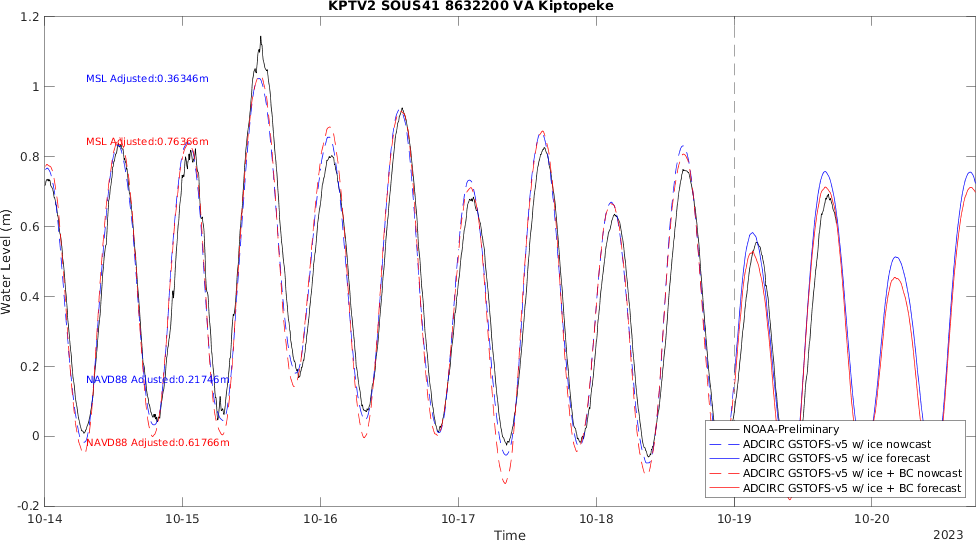 KPTV2 SOUS41 8632200 VA Kiptopeke
1.2
1
0.8
0.6
0.4
0.2
0
-0.2
Water Level (m)
MSL Adjusted:0.36346m
MSL Adjusted:0.76366m
NAVD88 Adjusted:0.21746m
NAVD88 Adjusted:0.61766m
NOAA-Preliminary
ADCIRC GSTOFS-v5 w/ ice nowcast
ADCIRC GSTOFS-v5 w/ ice forecast
ADCIRC GSTOFS-v5 w/ ice + BC nowcast
ADCIRC GSTOFS-v5 w/ ice + BC forecast
10-14 10-15 10-16 10-17 10-18 10-19 10-20
Time
2023